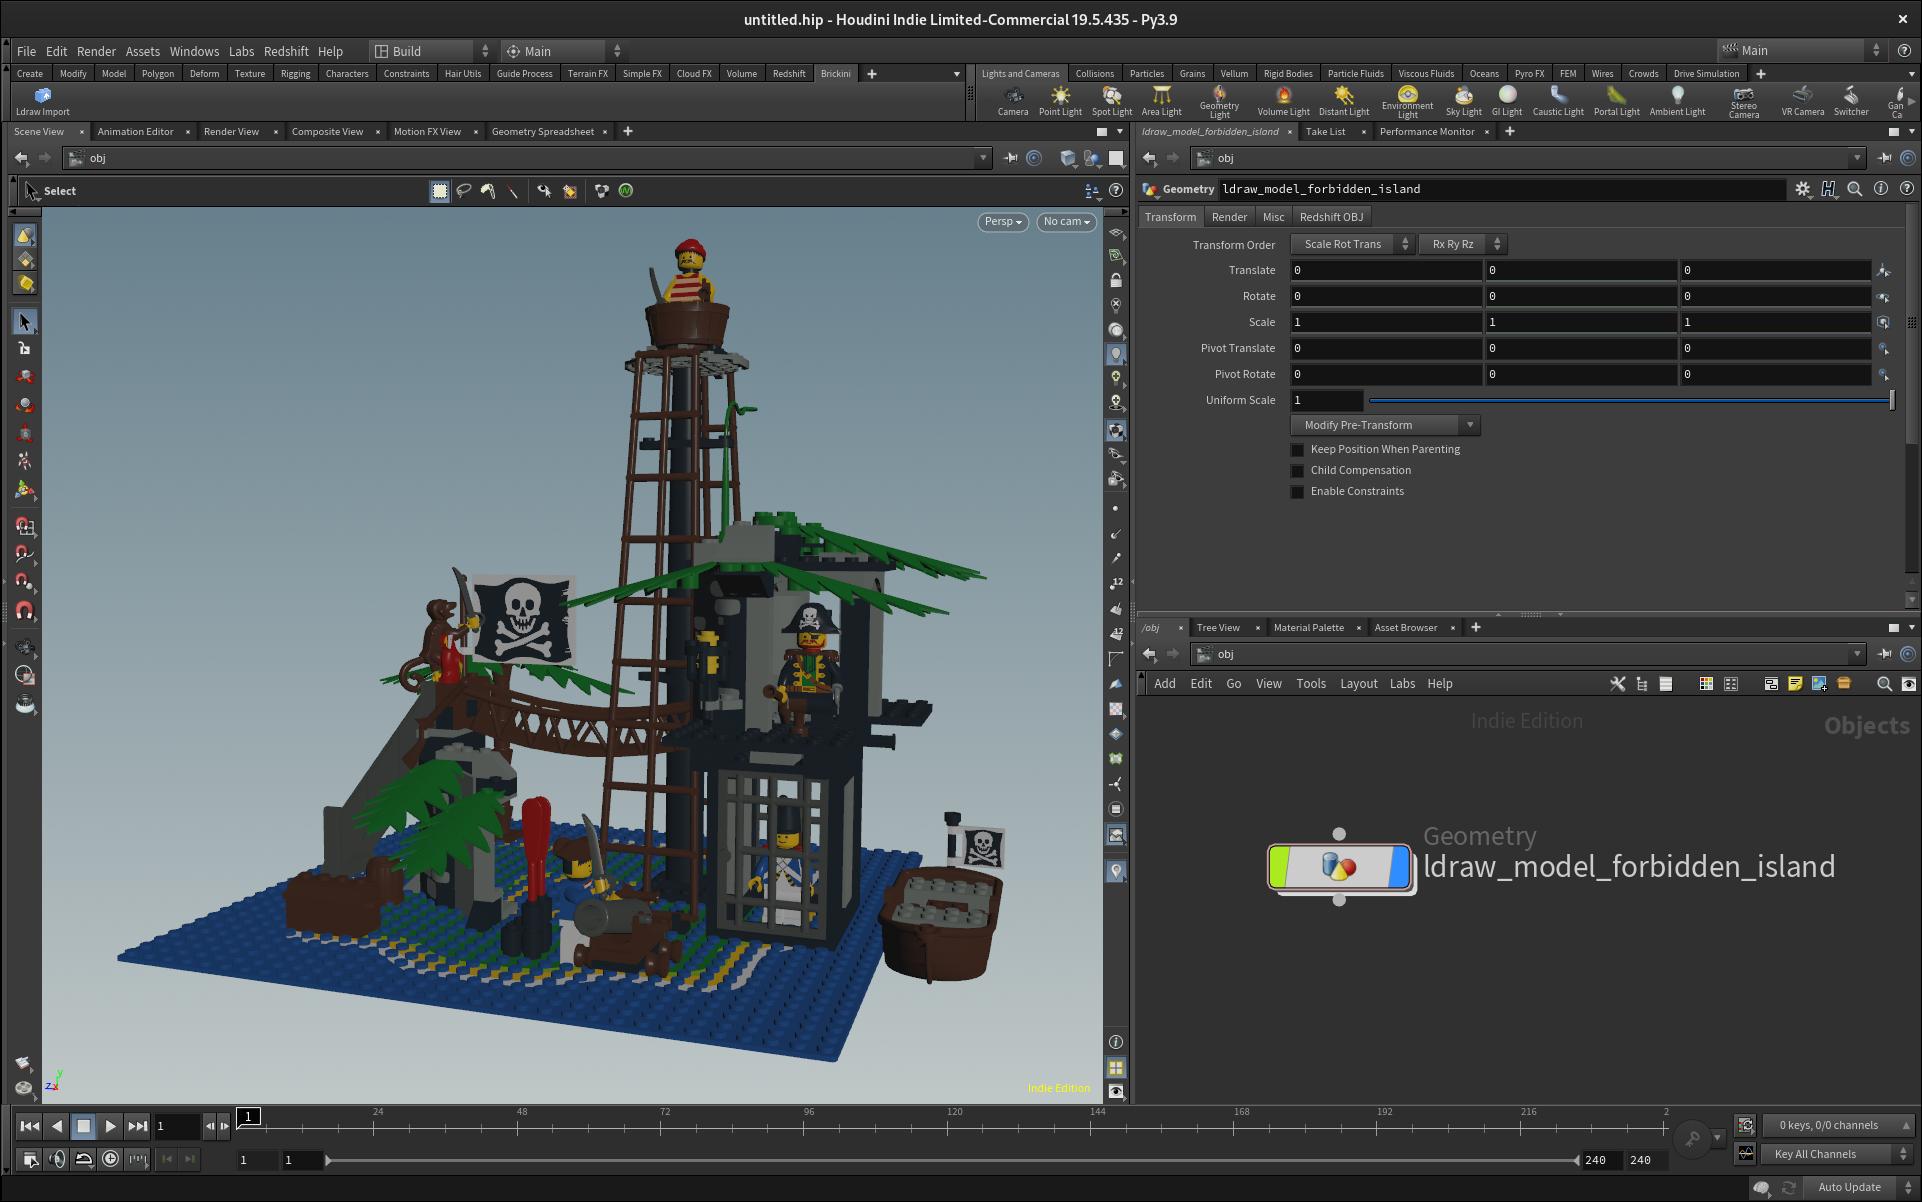 untitled.hip - Houdini Indie Limited-Commercial 19.5.435 - Py3.9
File Edit Render Assets Windows Labs Redshift Help Build Main Main
Create Modify Model Polygon Deform Texture Rigging Characters Constraints Hair Utils Guide Process Terrain FX Simple FX Cloud FX Volume Redshift Brickini
Lights and Cameras Collisions Particles Grains Vellum Rigid Bodies Particle Fluids Viscous Fluids Oceans Pyro FX FEM Wires Crowds Drive Simulation
Ldraw Import
Camera Point Light Spot Light Area Light Geometry Light Volume Light Distant Light Environment Light Sky Light GI Light Caustic Light Portal Light Ambient Light Stereo Camera VR Camera Switcher Gan Ca
Scene View Animation Editor Render View Composite View Motion FX View Geometry Spreadsheet
obj
Select
Persp No cam
12
12
z x y
Indie Edition
ldraw_model_forbidden_island Take List Performance Monitor
obj
Geometry ldraw_model_forbidden_island
Transform Render Misc Redshift OBJ
Transform Order Scale Rot Trans Rx Ry Rz
Translate 0 0 0
Rotate 0 0 0
Scale 1 1 1
Pivot Translate 0 0 0
Pivot Rotate 0 0 0
Uniform Scale 1
Modify Pre-Transform
Keep Position When Parenting
Child Compensation
Enable Constraints
/obj Tree View Material Palette Asset Browser
obj
Add Edit Go View Tools Layout Labs Help
Indie Edition Objects
Geometry
ldraw_model_forbidden_island
1 1 24 48 72 96 120 144 168 192 216 2
0 keys, 0/0 channels
1 1 240 240
Key All Channels
Auto Update